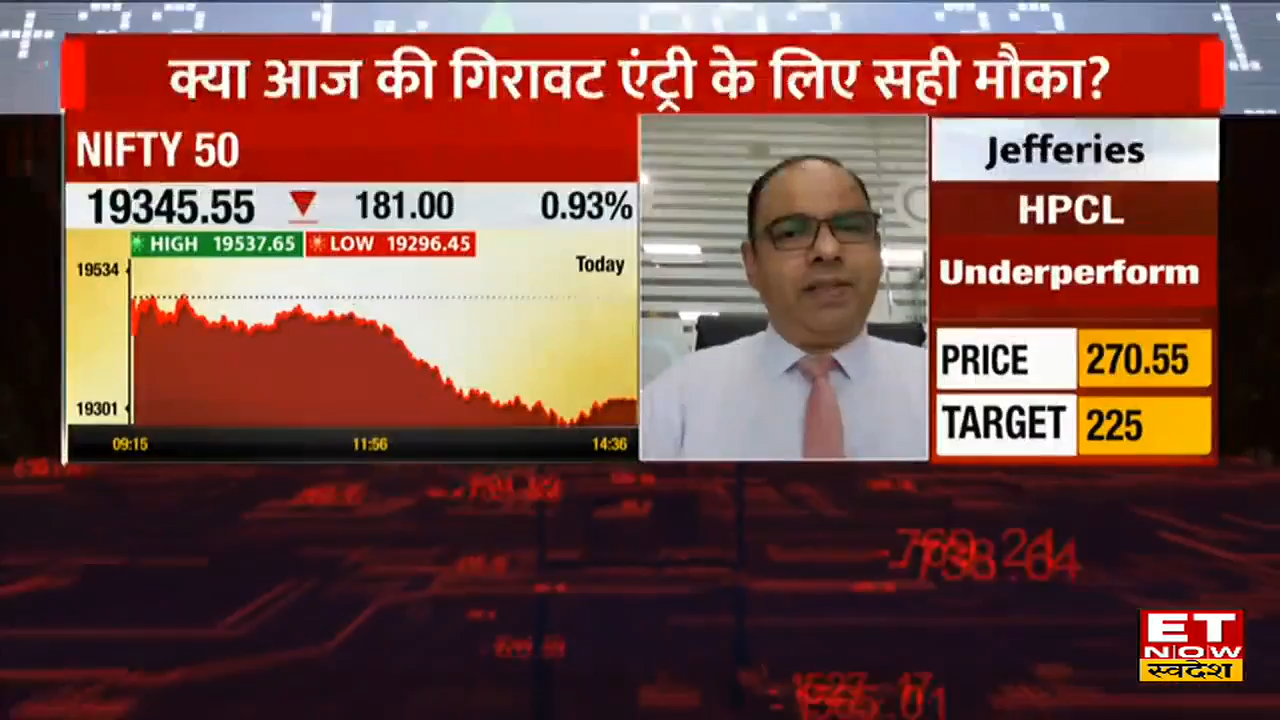 क्या आज की गिरावट एंट्री के लिए सही मौका?
NIFTY 50
19345.55 ▼ 181.00 0.93%
HIGH 19537.65 LOW 19296.45
Today
19534
19301
09:15 11:56 14:36
Jefferies
HPCL
Underperform
PRICE 270.55
TARGET 225
ET
NOW
स्वदेश